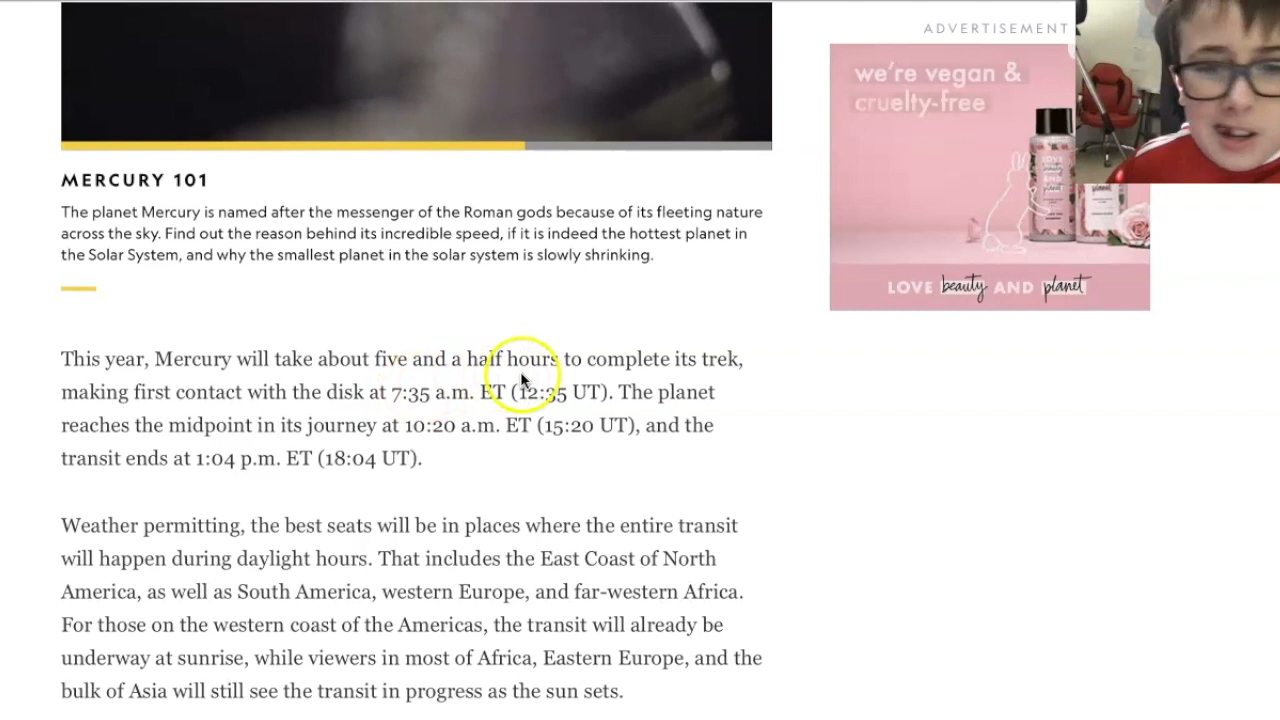 ADVERTISEMENT
we're vegan &
cruelty-free
LOVE beauty AND planet
MERCURY 101
The planet Mercury is named after the messenger of the Roman gods because of its fleeting nature
across the sky. Find out the reason behind its incredible speed, if it is indeed the hottest planet in
the Solar System, and why the smallest planet in the solar system is slowly shrinking.
This year, Mercury will take about five and a half hours to complete its trek,
making first contact with the disk at 7:35 a.m. ET (12:35 UT). The planet
reaches the midpoint in its journey at 10:20 a.m. ET (15:20 UT), and the
transit ends at 1:04 p.m. ET (18:04 UT).
Weather permitting, the best seats will be in places where the entire transit
will happen during daylight hours. That includes the East Coast of North
America, as well as South America, western Europe, and far-western Africa.
For those on the western coast of the Americas, the transit will already be
underway at sunrise, while viewers in most of Africa, Eastern Europe, and the
bulk of Asia will still see the transit in progress as the sun sets.